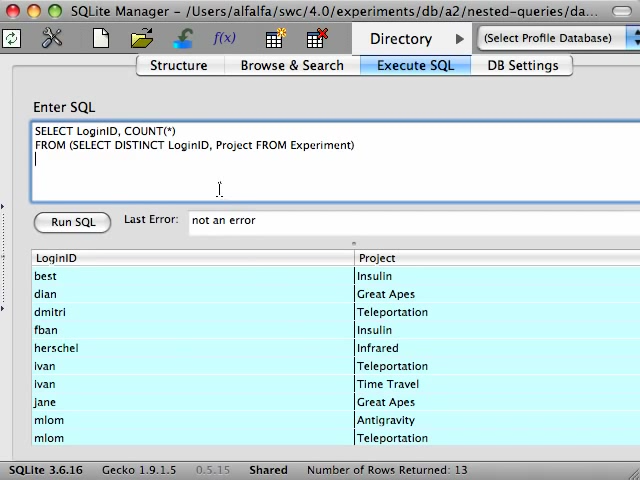 SQLite Manager – /Users/alfalfa/swc/4.0/experiments/db/a2/nested-queries/da...
f(x)
Directory
(Select Profile Database)
Structure
Browse & Search
Execute SQL
DB Settings
Enter SQL
SELECT LoginID, COUNT(*)
FROM (SELECT DISTINCT LoginID, Project FROM Experiment)
Run SQL
Last Error:
not an error
LoginID Project
best Insulin
dian Great Apes
dmitri Teleportation
fban Insulin
herschel Infrared
ivan Teleportation
ivan Time Travel
jane Great Apes
mlom Antigravity
mlom Teleportation
SQLite 3.6.16 Gecko 1.9.1.5 0.5.15 Shared Number of Rows Returned: 13